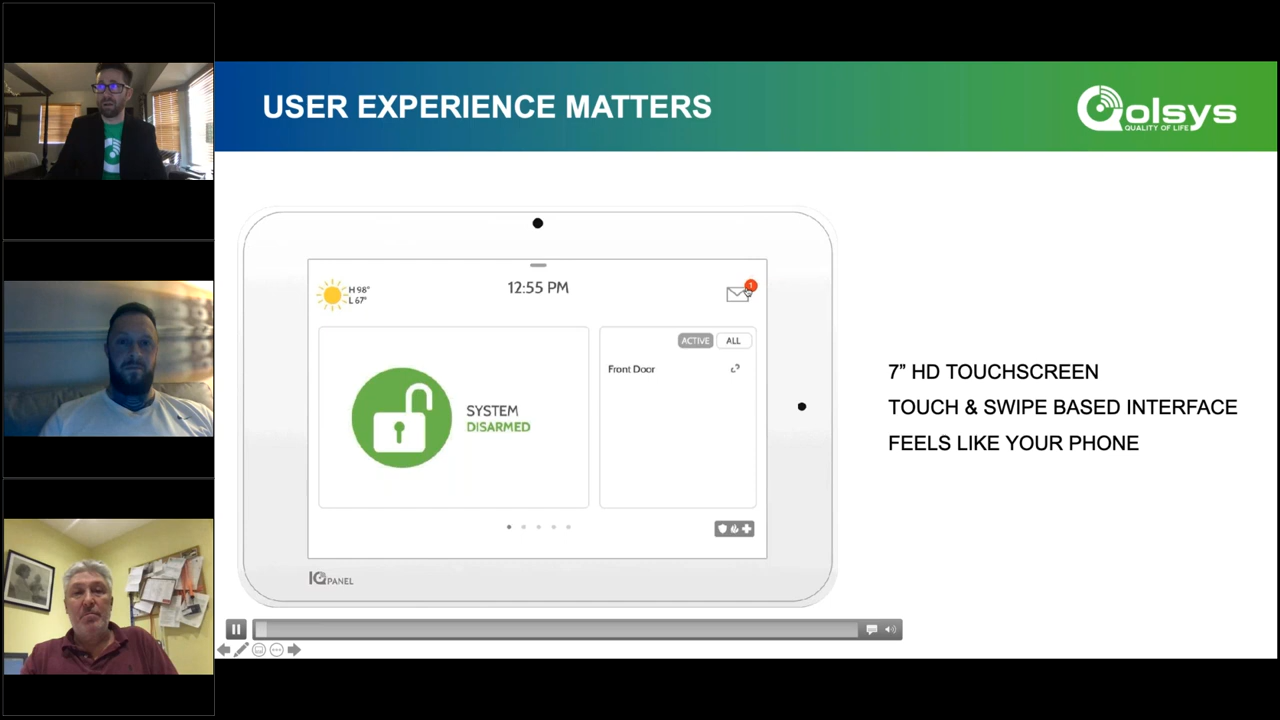 USER EXPERIENCE MATTERS
Qolsys
QUALITY OF LIFE
H 98°
L 67°
12:55 PM
1
ACTIVE
ALL
Front Door
SYSTEM
DISARMED
IQ PANEL
7” HD TOUCHSCREEN
TOUCH & SWIPE BASED INTERFACE
FEELS LIKE YOUR PHONE